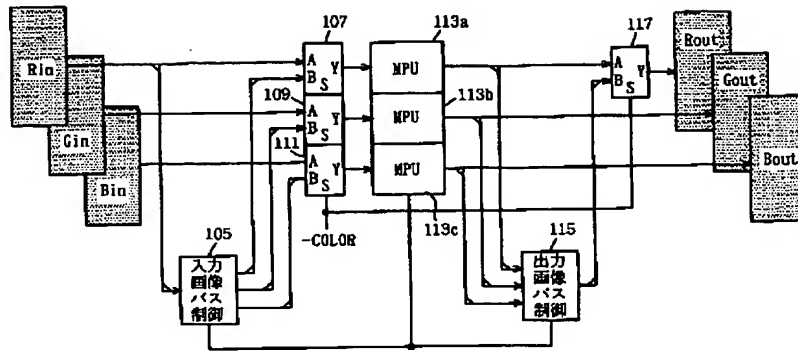 107
113a
117
Rin
A
B
S
Y
MPU
A
B
S
Y
Rout
109
113b
Gin
A
B
S
Y
MPU
Gout
111
Bin
A
B
S
Y
MPU
Bout
105
-COLOR
113c
115
入力
画像
バス
制御
出力
画像
バス
制御